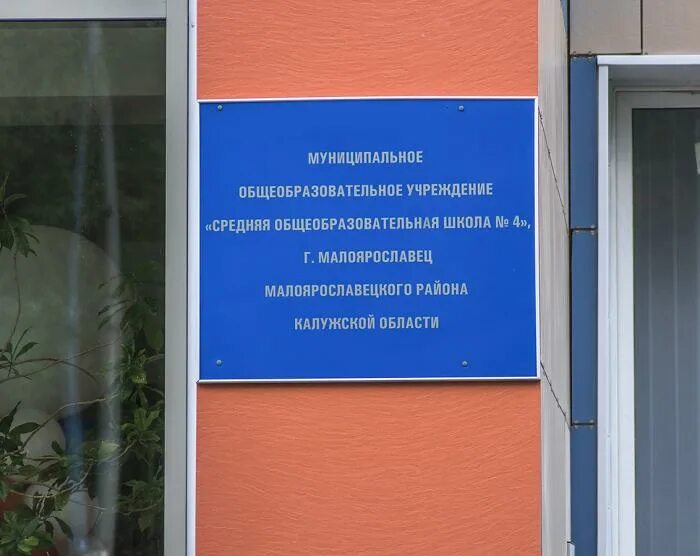 МУНИЦИПАЛЬНОЕ
ОБЩЕОБРАЗОВАТЕЛЬНОЕ УЧРЕЖДЕНИЕ
«СРЕДНЯЯ ОБЩЕОБРАЗОВАТЕЛЬНАЯ ШКОЛА № 4»,
Г. МАЛОЯРОСЛАВЕЦ
МАЛОЯРОСЛАВЕЦКОГО РАЙОНА
КАЛУЖСКОЙ ОБЛАСТИ